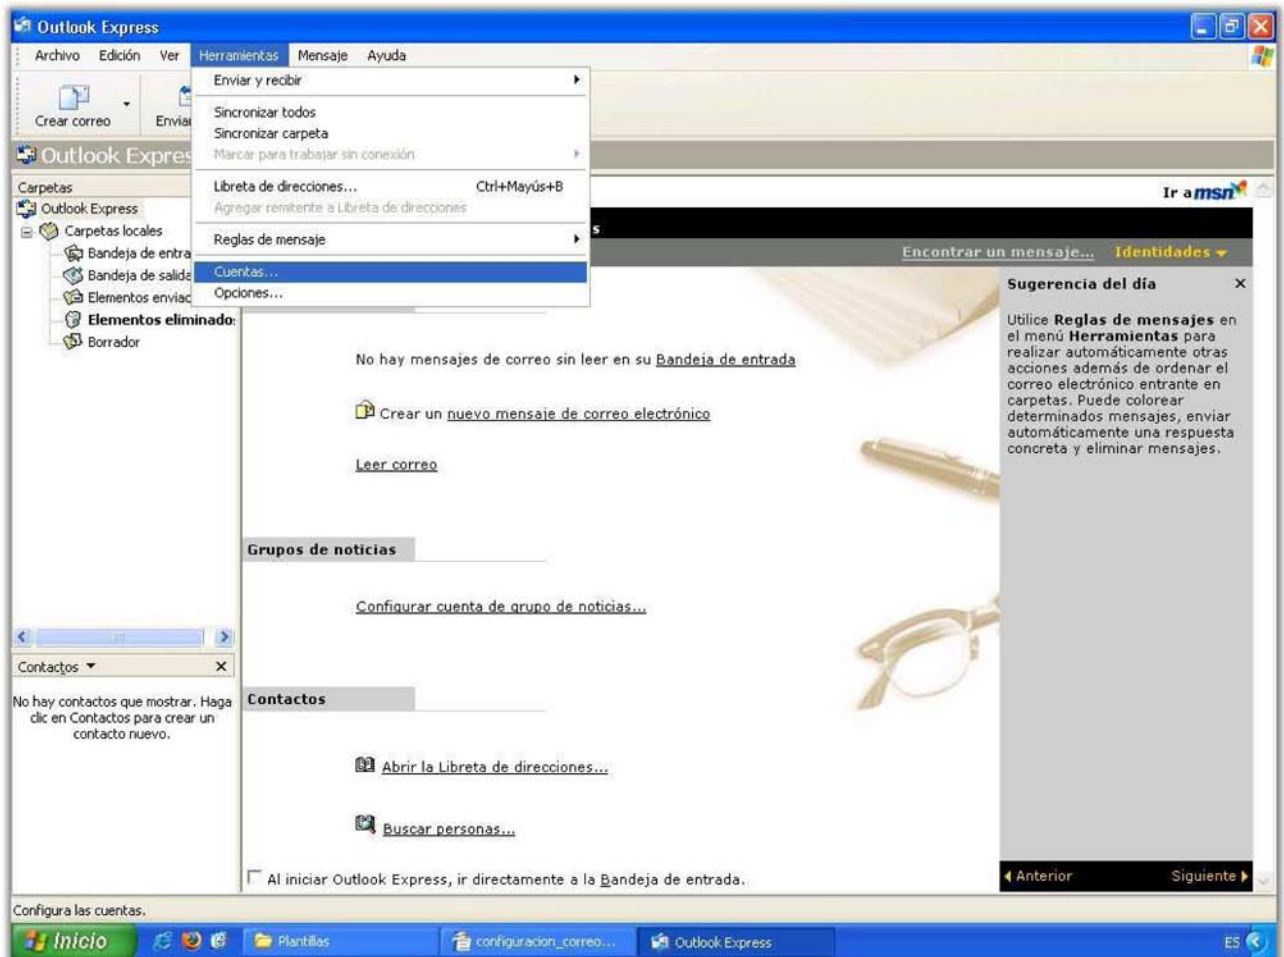 Outlook Express
Archivo Edición Ver Herramientas Mensaje Ayuda
Crear correo
Enviar y recibir
Sincronizar todos
Sincronizar carpeta
Marcar para trabajar sin conexión
Libreta de direcciones... Ctrl+Mayús+B
Agregar remitente a Libreta de direcciones
Reglas de mensaje
Cuentas...
Opciones...
Outlook Expres
Carpetas
Outlook Express
Carpetas locales
Bandeja de entra
Bandeja de salida
Elementos enviac
Elementos eliminado
Borrador
Contactos
No hay contactos que mostrar. Haga
clic en Contactos para crear un
contacto nuevo.
Ir a msn
s
Encontrar un mensaje... Identidades
No hay mensajes de correo sin leer en su Bandeja de entrada
Crear un nuevo mensaje de correo electrónico
Leer correo
Grupos de noticias
Configurar cuenta de grupo de noticias...
Contactos
Abrir la Libreta de direcciones...
Buscar personas...
Al iniciar Outlook Express, ir directamente a la Bandeja de entrada.
Sugerencia del día
Utilice Reglas de mensajes en
el menú Herramientas para
realizar automáticamente otras
acciones además de ordenar el
correo electrónico entrante en
carpetas. Puede colorear
determinados mensajes, enviar
automáticamente una respuesta
concreta y eliminar mensajes.
Anterior Siguiente
Configura las cuentas.
Inicio Plantillas configuracion_correo... Outlook Express ES